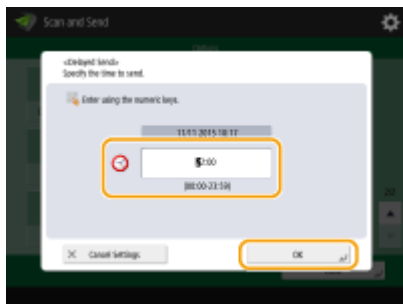 Scan and Send
<Delayed Send>
Specify the time to send.
Enter using the numeric keys.
11/11 2015 18:17
(00:00-23:59)
Cancel Settings
OK